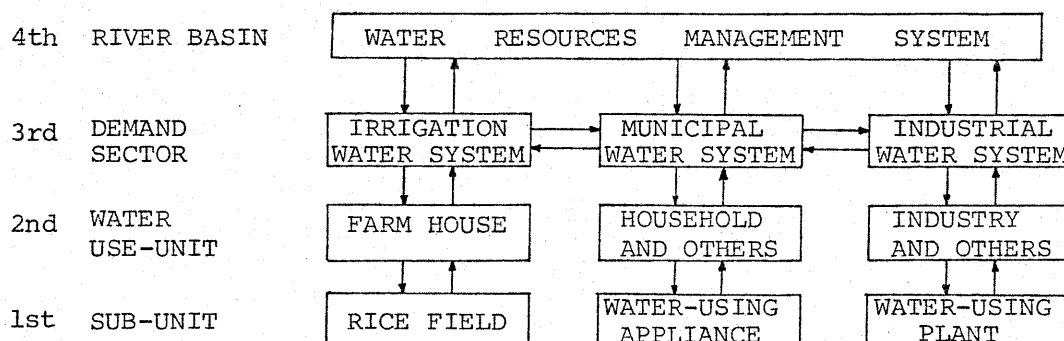 4th RIVER BASIN WATER RESOURCES MANAGEMENT SYSTEM
3rd DEMAND SECTOR
IRRIGATION
WATER SYSTEM
MUNICIPAL
WATER SYSTEM
INDUSTRIAL
WATER SYSTEM
2nd WATER USE-UNIT
FARM HOUSE
HOUSEHOLD
AND OTHERS
INDUSTRY
AND OTHERS
1st SUB-UNIT
RICE FIELD
WATER-USING
APPLIANCE
WATER-USING
PLANT